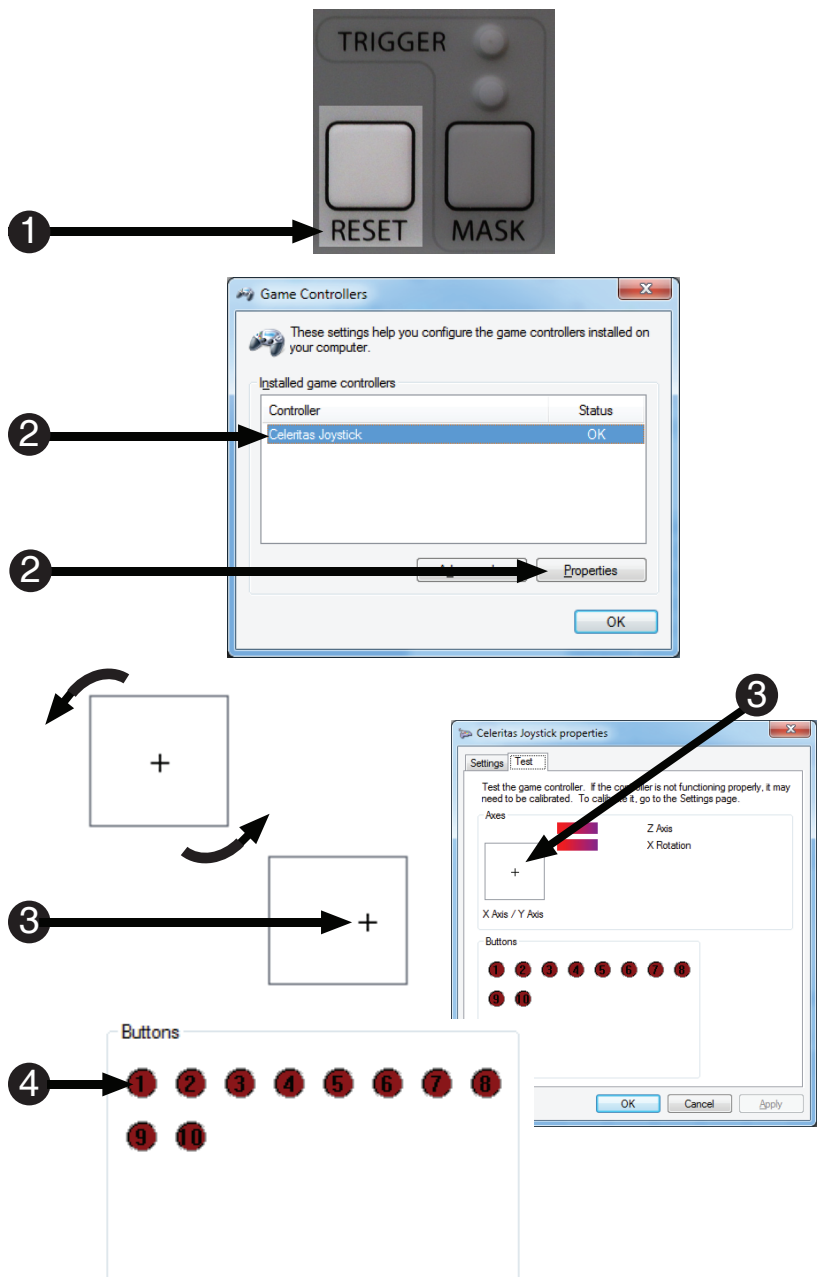 TRIGGER
RESET
MASK
1
Game Controllers
These settings help you configure the game controllers installed on
your computer.
Installed game controllers
Controller
Status
2
Celeritas Joystick
OK
2
Properties
OK
3
Celeritas Joystick properties
Settings
Test
Test the game controller. If the controller is not functioning properly, it may
need to be calibrated. To calibrate it, go to the Settings page.
Axes
Z Axis
X Rotation
X Axis / Y Axis
3
Buttons
1 2 3 4 5 6 7 8
9 10
OK
Cancel
Apply
Buttons
4
1 2 3 4 5 6 7 8
9 10